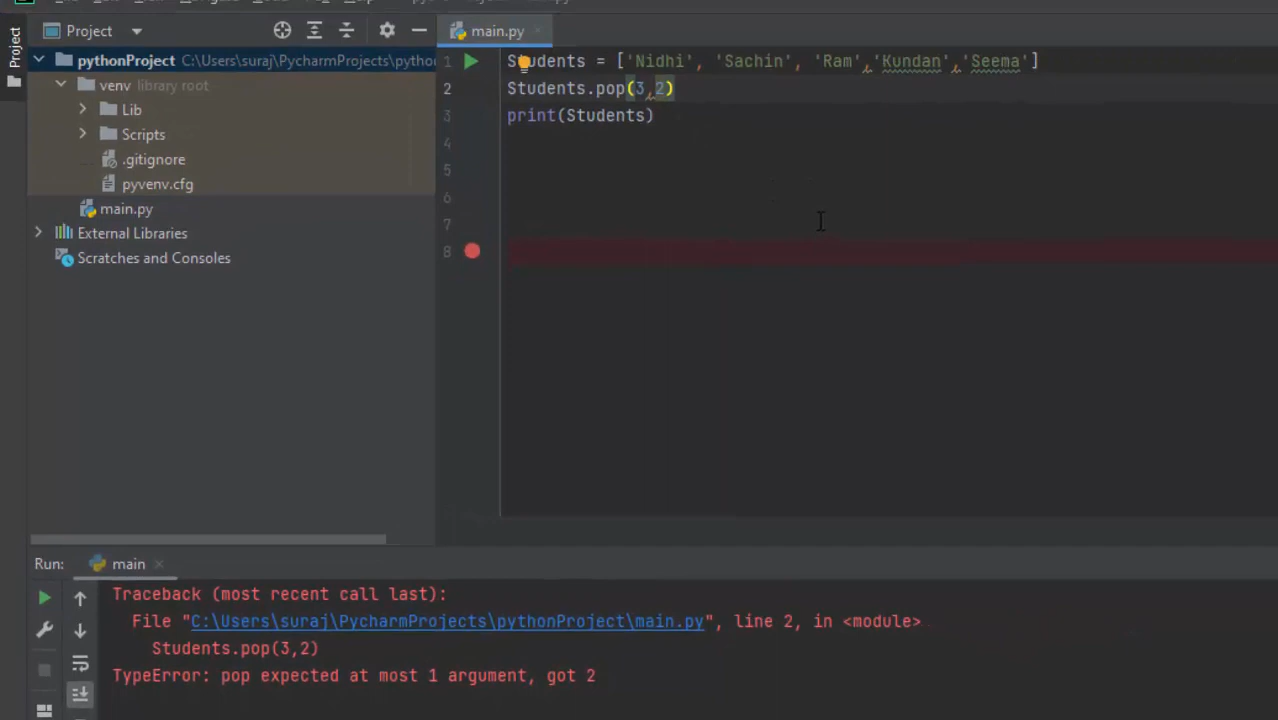 Project
main.py
Project
pythonProject C:\Users\suraj\PycharmProjects\pytho
venv library root
Lib
Scripts
.gitignore
pyvenv.cfg
main.py
External Libraries
Scratches and Consoles
1 Students = ['Nidhi', 'Sachin', 'Ram','Kundan','Seema']
2 Students.pop(3,2)
3 print(Students)
4
5
6
7
8
Run: main
Traceback (most recent call last):
File "C:\Users\suraj\PycharmProjects\pythonProject\main.py", line 2, in <module>
Students.pop(3,2)
TypeError: pop expected at most 1 argument, got 2